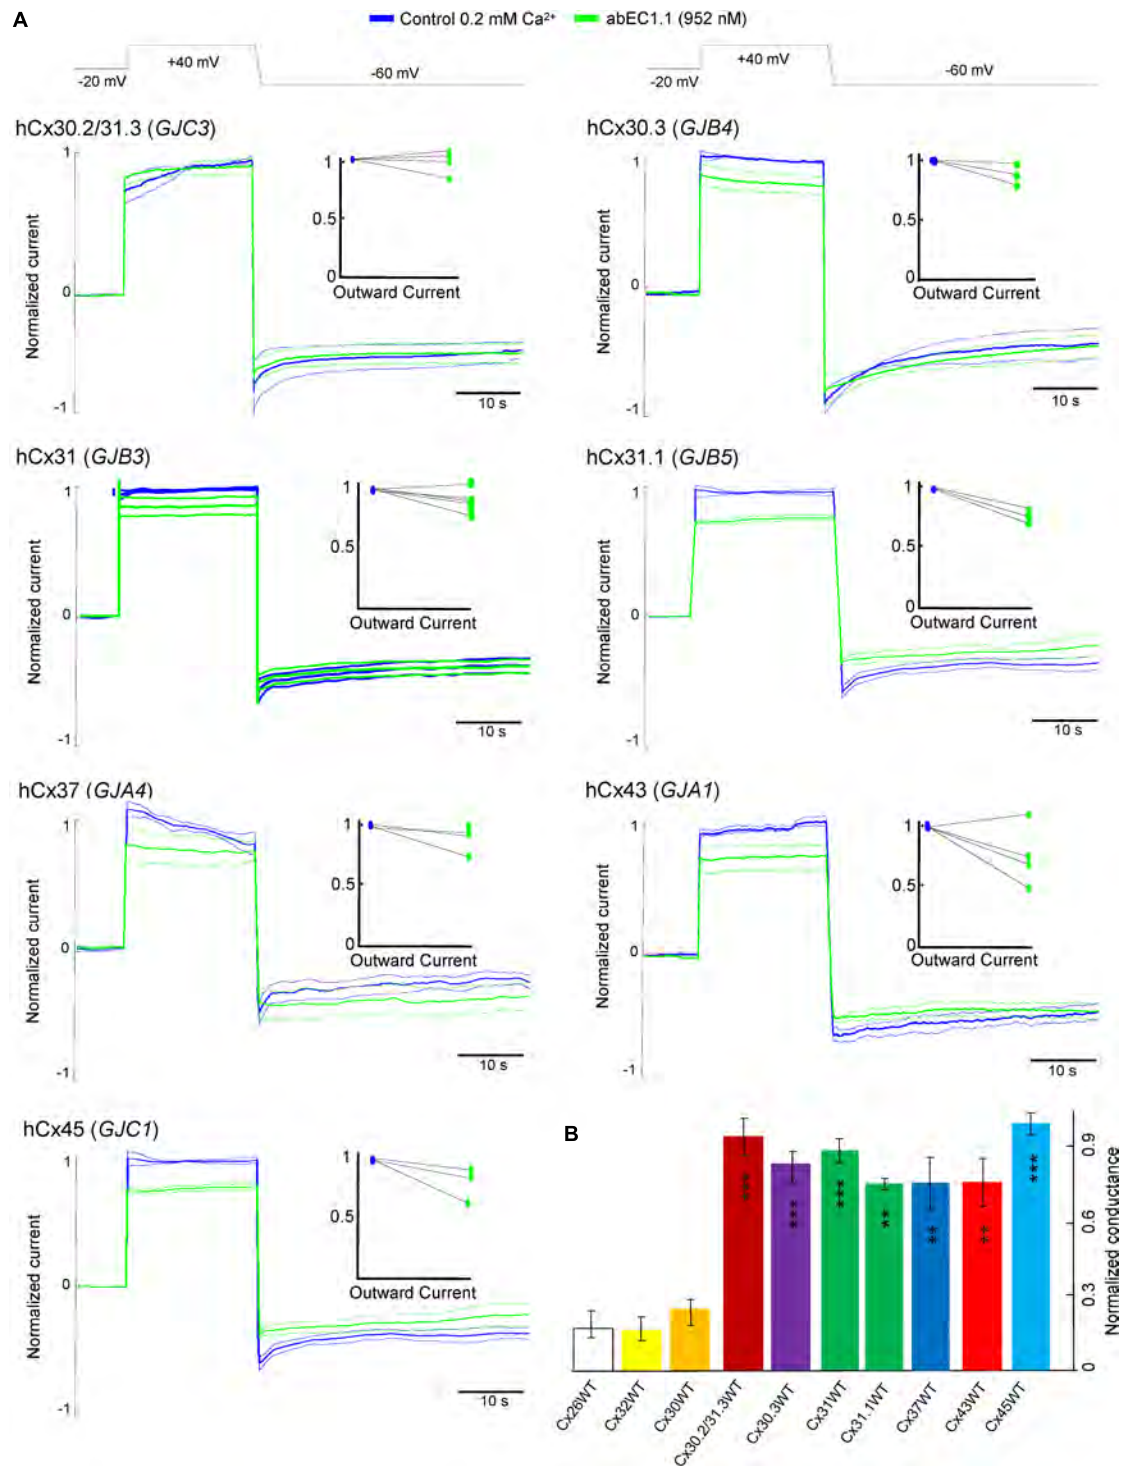 A
Control 0.2 mM Ca²⁺ abEC1.1 (952 nM)
-20 mV +40 mV -60 mV
-20 mV +40 mV -60 mV
hCx30.2/31.3 (GJC3)
Normalized current
1
0
-1
1
0.5
0
Outward Current
10 s
hCx30.3 (GJB4)
Normalized current
1
0
-1
1
0.5
0
Outward Current
10 s
hCx31 (GJB3)
Normalized current
1
0
-1
1
0.5
0
Outward Current
10 s
hCx31.1 (GJB5)
Normalized current
1
0
-1
1
0.5
0
Outward Current
10 s
hCx37 (GJA4)
Normalized current
1
0
-1
1
0.5
0
Outward Current
10 s
hCx43 (GJA1)
Normalized current
1
0
-1
1
0.5
0
Outward Current
10 s
hCx45 (GJC1)
Normalized current
1
0
-1
1
0.5
0
Outward Current
10 s
B
*** *** *** ** ** ** ***
0.9
0.6
0.3
0
Normalized conductance
Cx26WT
Cx32WT
Cx30WT
Cx30.2/31.3WT
Cx30.3WT
Cx31WT
Cx31.1WT
Cx37WT
Cx43WT
Cx45WT